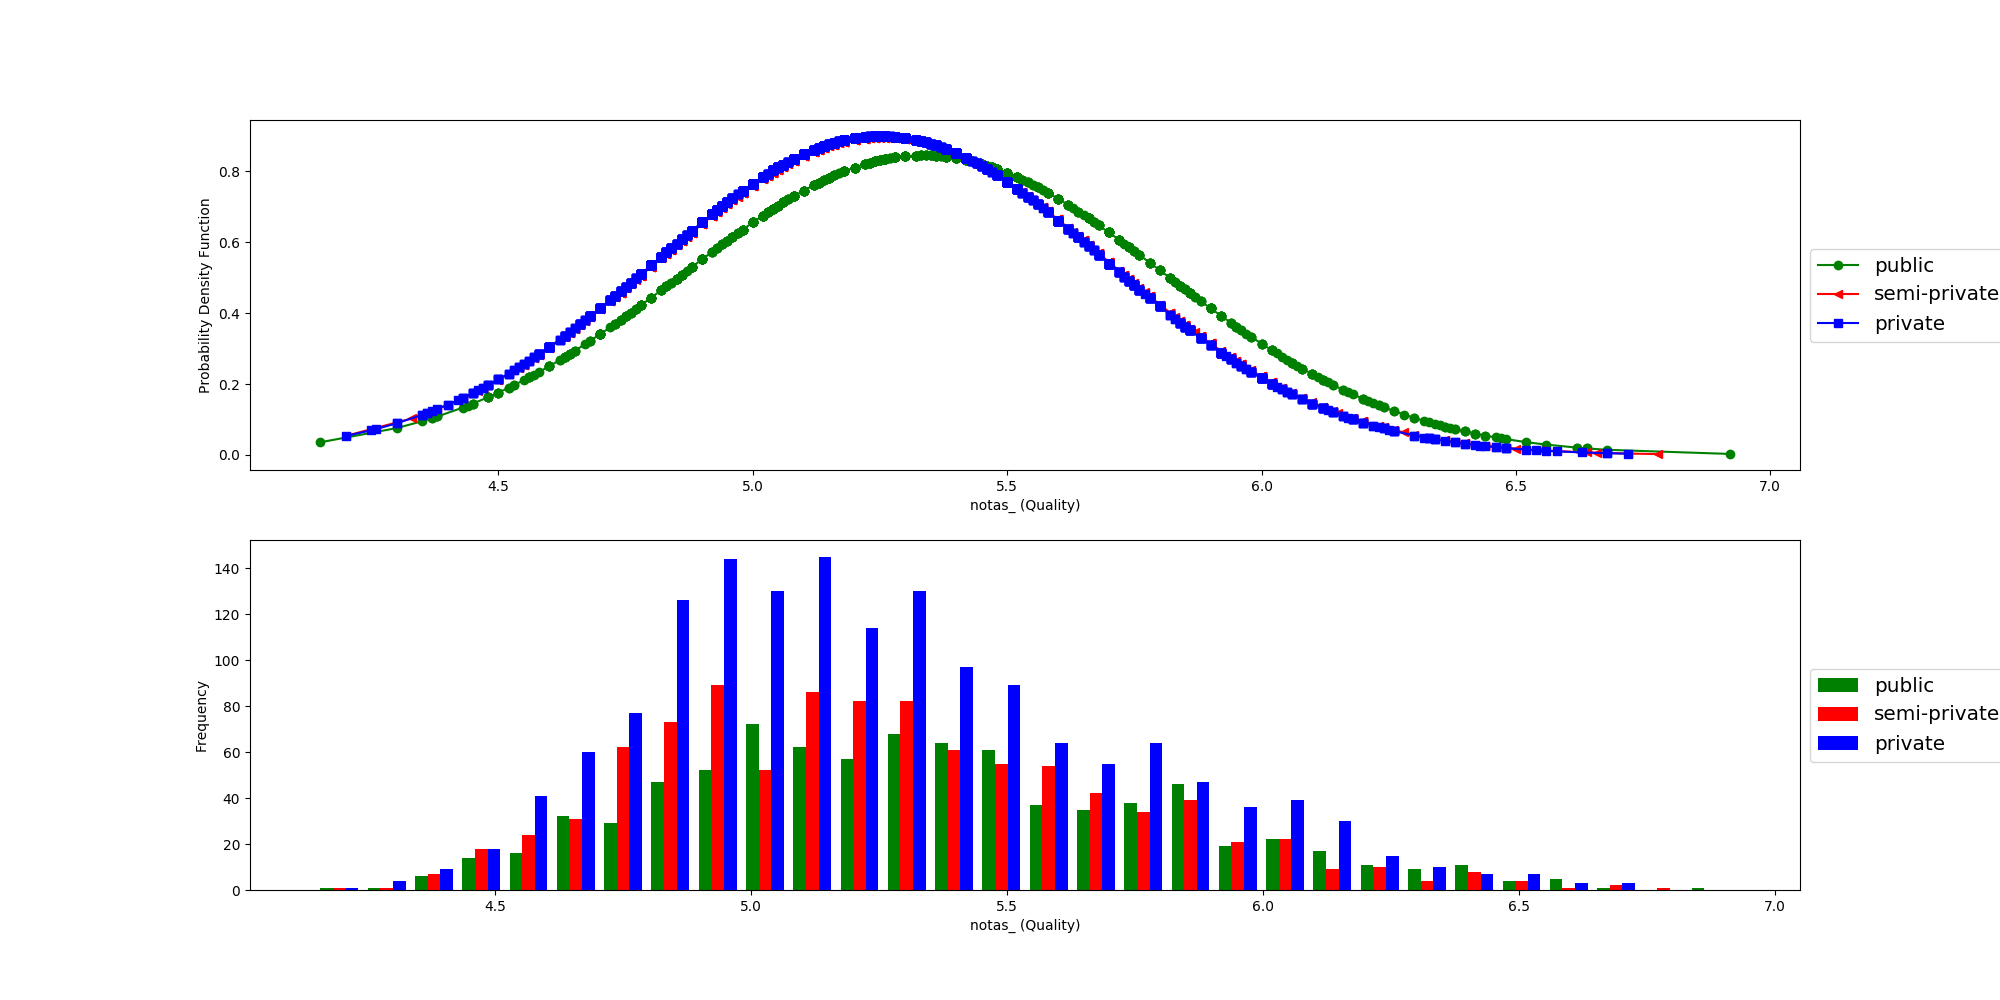 Probability Density Function
0.8
0.6
0.4
0.2
0.0
4.5 5.0 5.5 6.0 6.5 7.0
notas_ (Quality)
public
semi-private
private
Frequency
140
120
100
80
60
40
20
0
4.5 5.0 5.5 6.0 6.5 7.0
notas_ (Quality)
public
semi-private
private